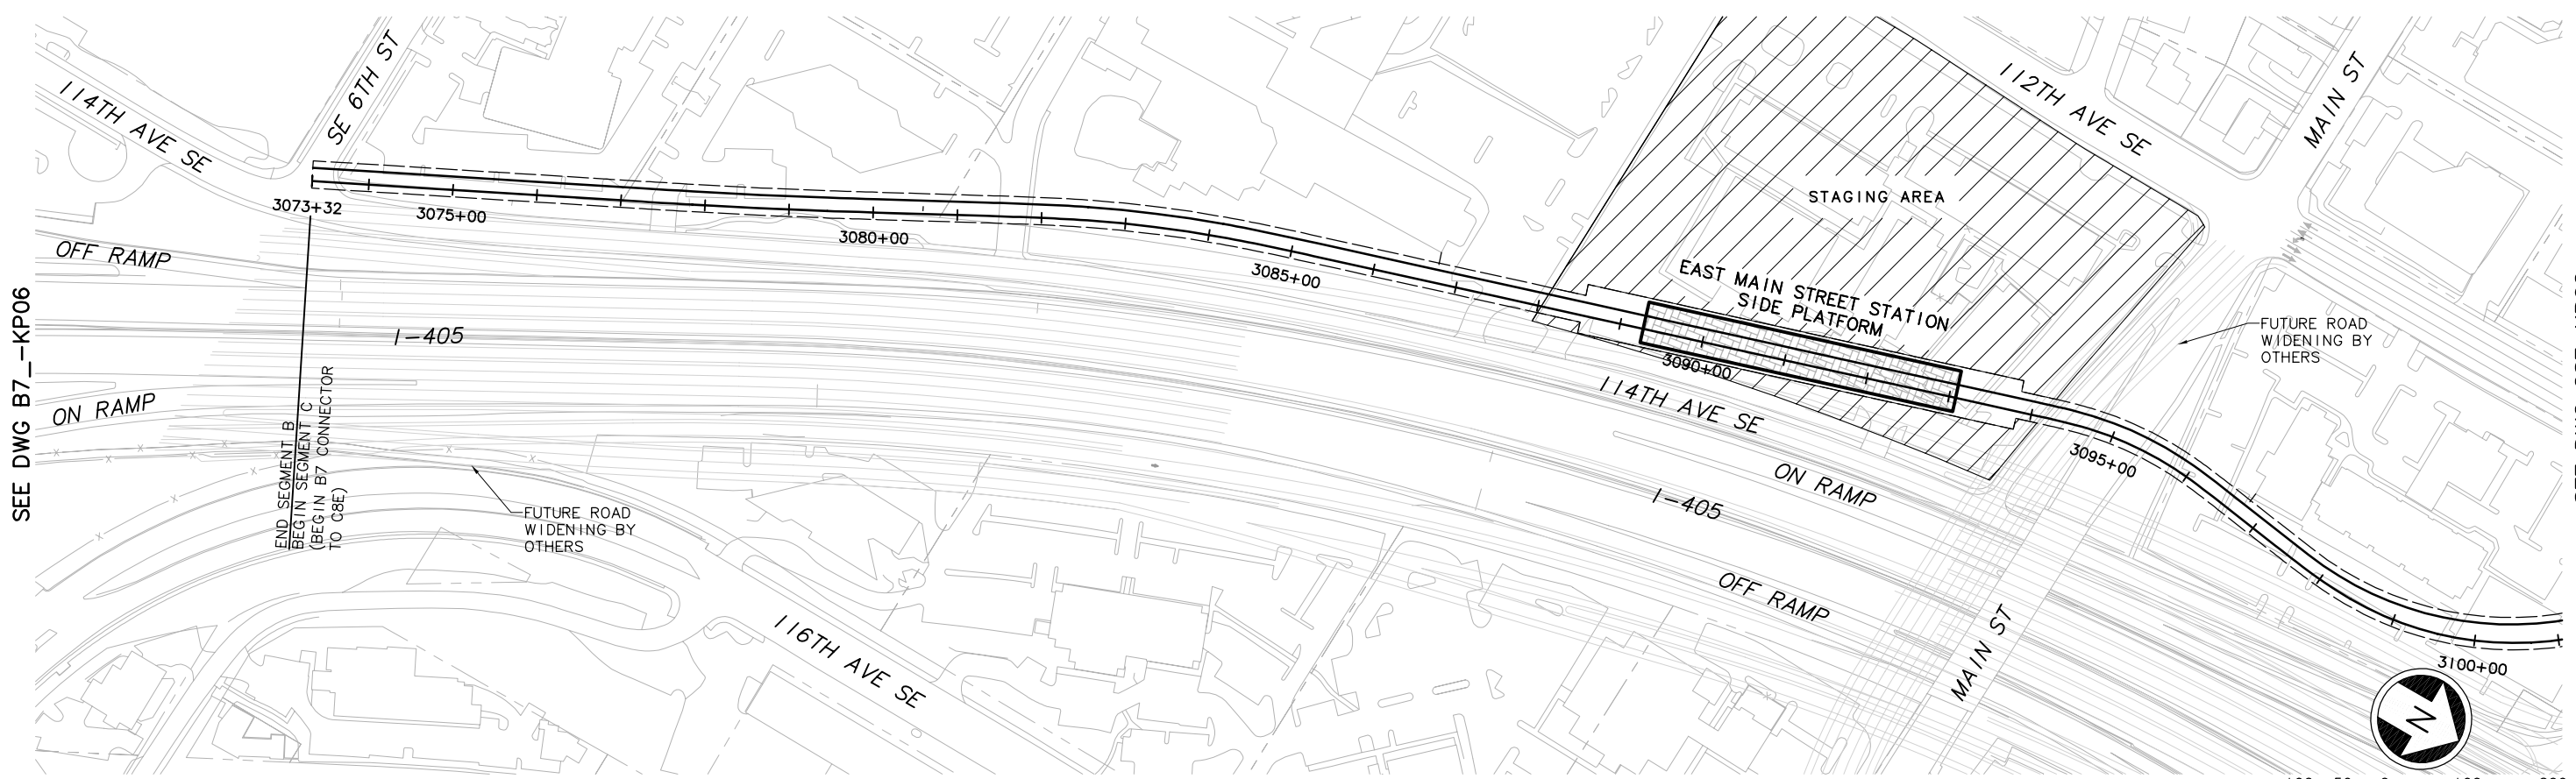 SE 6TH ST
114TH AVE SE
112TH AVE SE
MAIN ST
STAGING AREA
3073+32
3075+00
3080+00
3085+00
OFF RAMP
EAST MAIN STREET STATION
SIDE PLATFORM
SEE DWG B7_-KP06
I-405
FUTURE ROAD
WIDENING BY
OTHERS
3090+00
114TH AVE SE
ON RAMP
END SEGMENT B
BEGIN SEGMENT C
(BEGIN B7 CONNECTOR
TO C8E)
3095+00
ON RAMP
I-405
FUTURE ROAD
WIDENING BY
OTHERS
OFF RAMP
116TH AVE SE
MAIN ST
3100+00
N